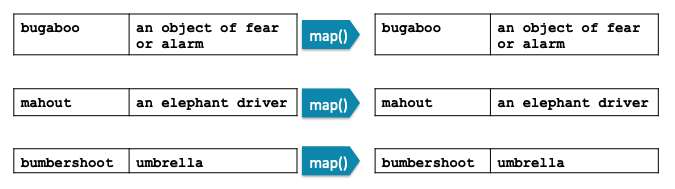 bugaboo an object of fear or alarm map() bugaboo an object of fear or alarm
mahout an elephant driver map() mahout an elephant driver
bumbershoot umbrella map() bumbershoot umbrella